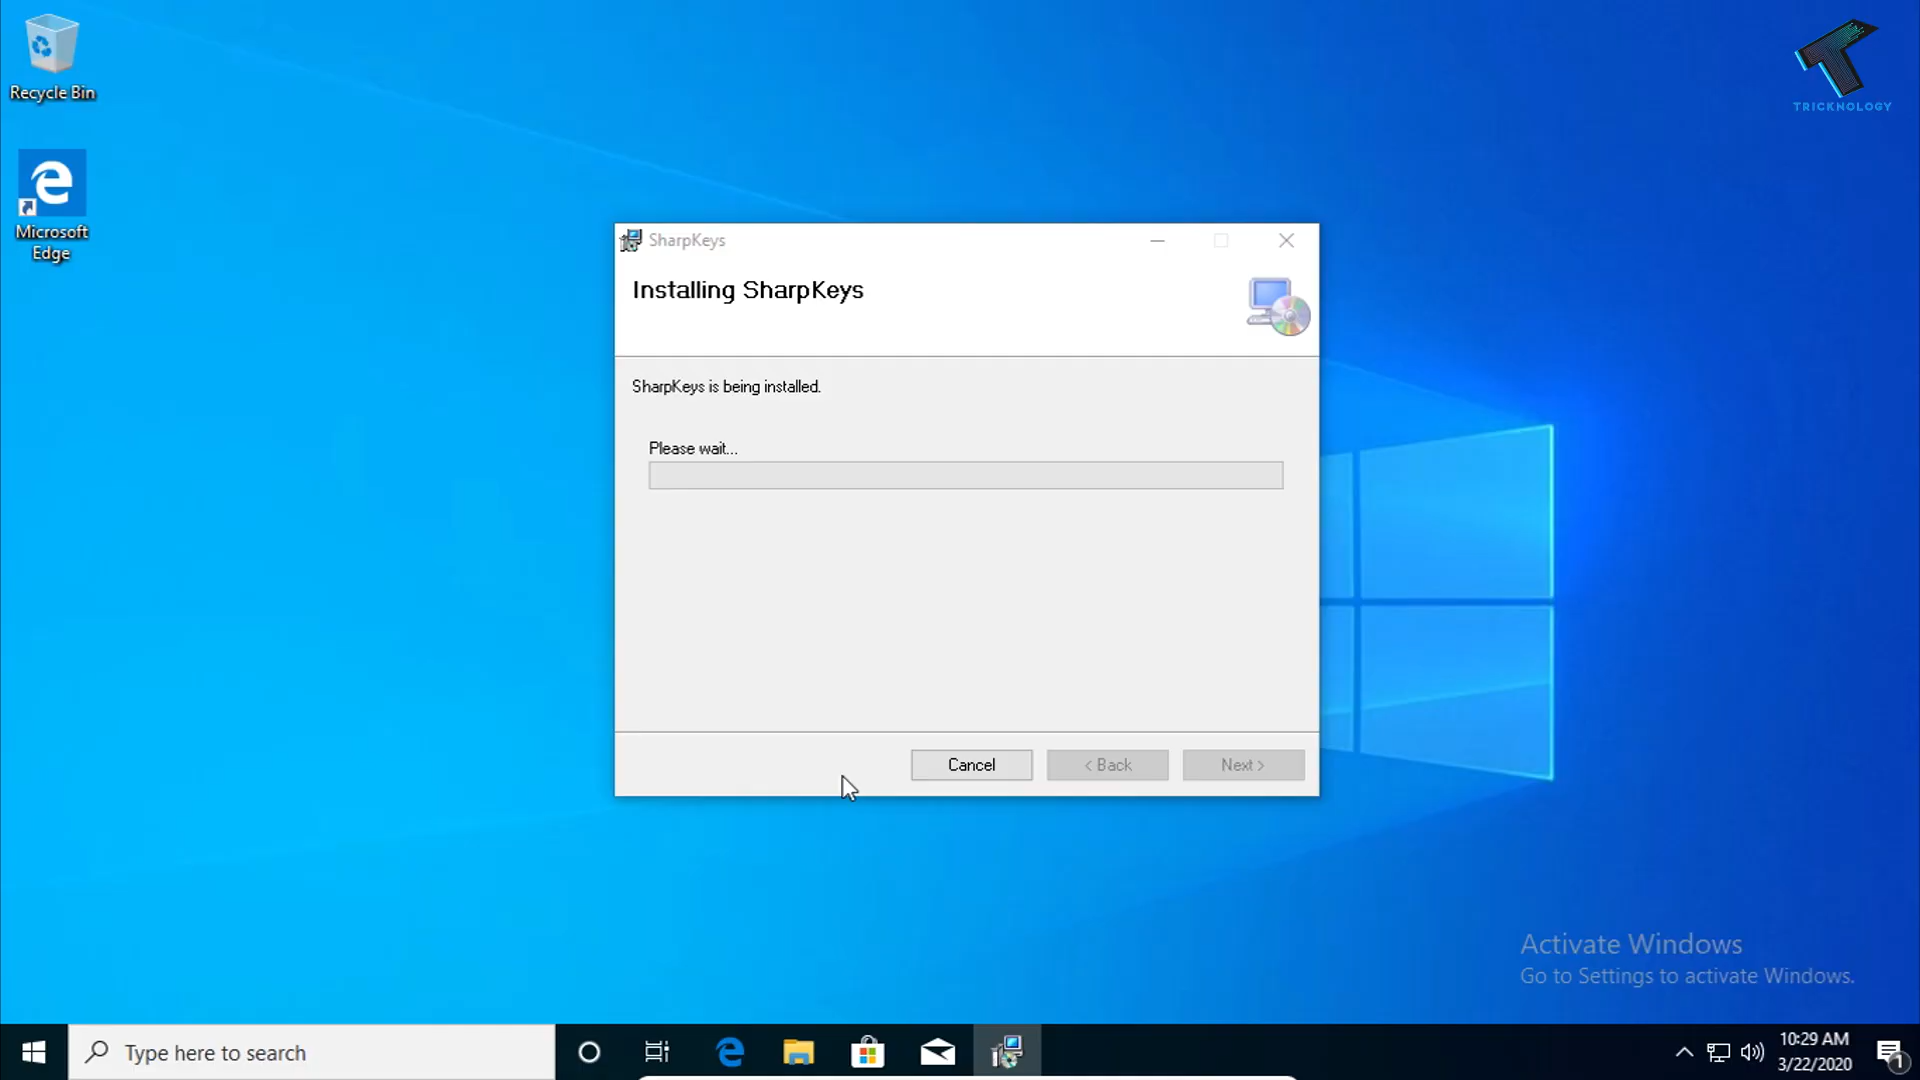 Recycle Bin
Microsoft
Edge
TRICKNOLOGY
SharpKeys
Installing SharpKeys
SharpKeys is being installed.
Please wait...
Cancel
< Back
Next >
Activate Windows
Go to Settings to activate Windows.
Type here to search
10:29 AM
3/22/2020
1